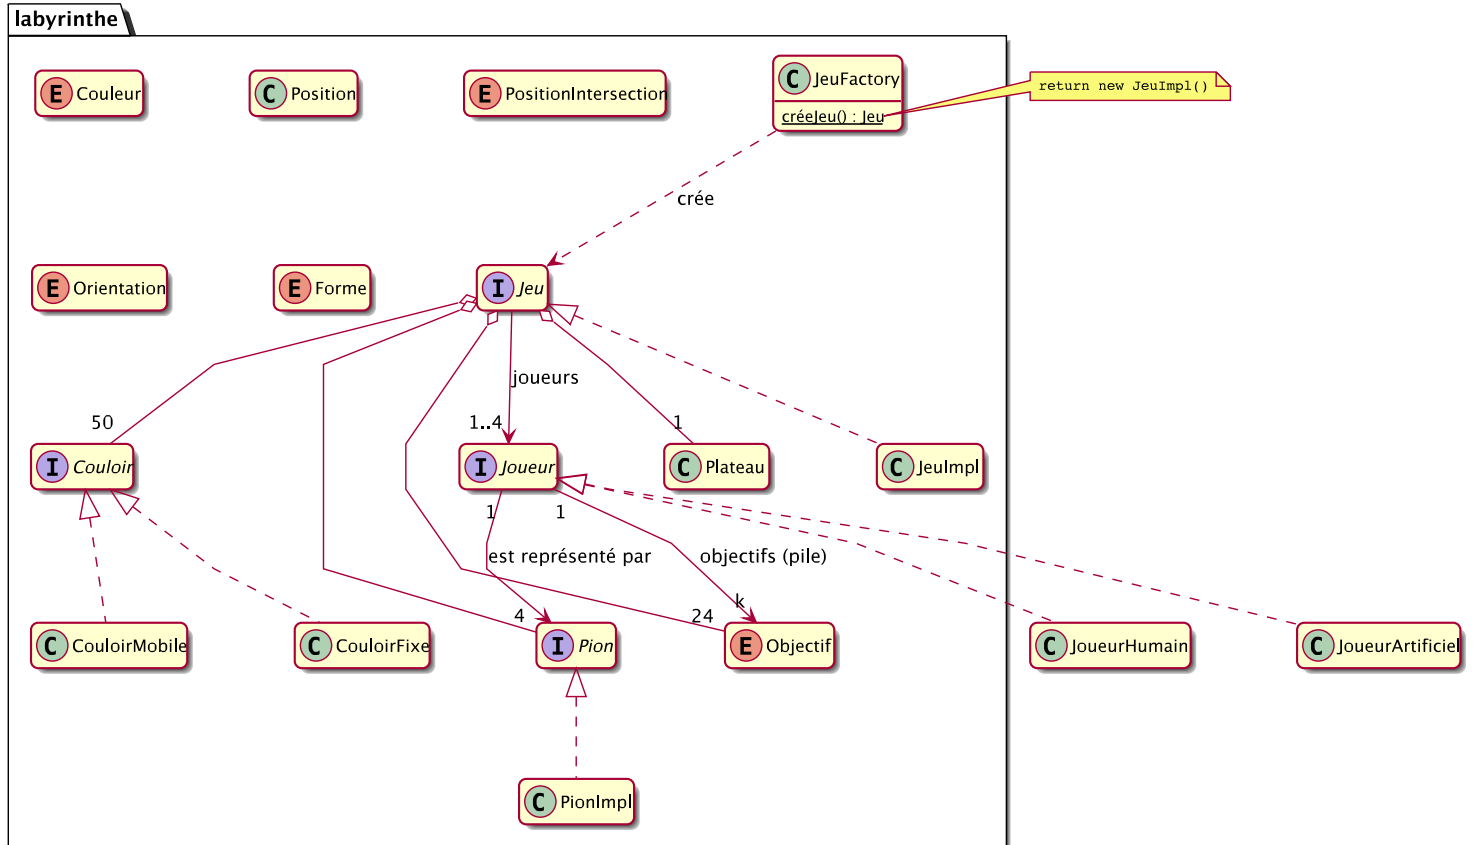 labyrinthe
E Couleur
C Position
E PositionIntersection
C JeuFactory
créeJeu() : Jeu
return new JeuImpl()
crée
E Orientation
E Forme
I Jeu
joueurs
50
1..4
1
I Couloir
I Joueur
C Plateau
C JeuImpl
1
1
est représenté par
objectifs (pile)
k
4
24
C CouloirMobile
C CouloirFixe
I Pion
E Objectif
C JoueurHumain
C JoueurArtificiel
C PionImpl